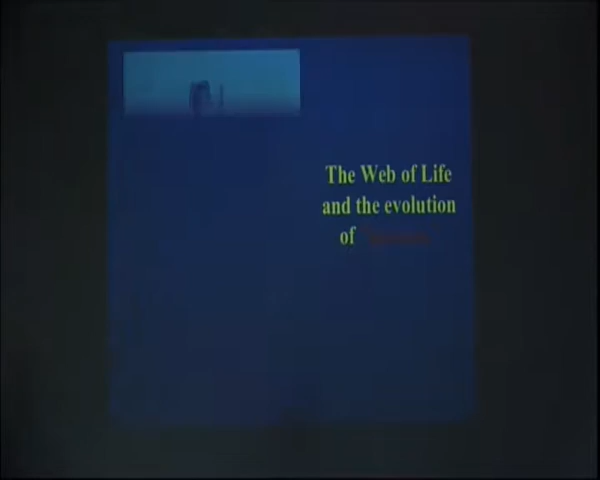 The Web of Life
and the evolution
of